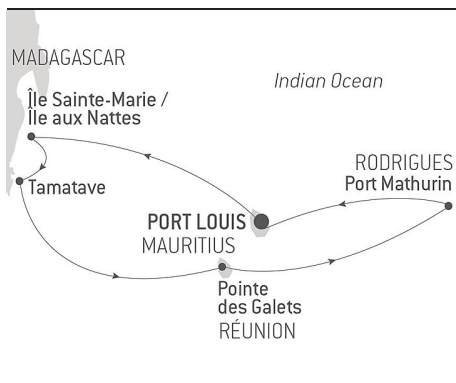 MADAGASCAR
Indian Ocean
Île Sainte-Marie /
Île aux Nattes
RODRIGUES
Port Mathurin
Tamatave
PORT LOUIS
MAURITIUS
Pointe
des Galets
RÉUNION